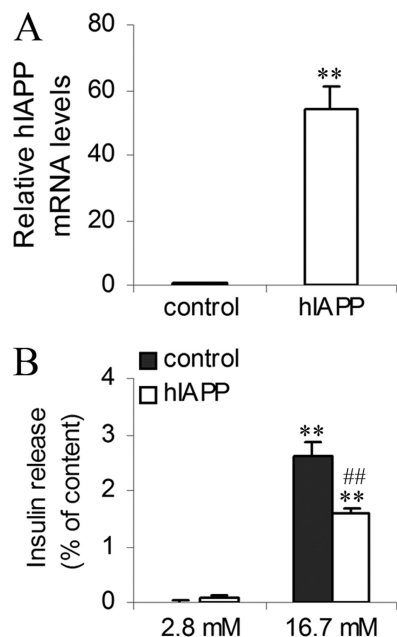 A
Relative hIAPP
mRNA levels
80
60
40
20
0
**
control
hIAPP
B
control
hIAPP
Insulin release
(% of content)
4
3
2
1
0
**
##
**
2.8 mM
16.7 mM